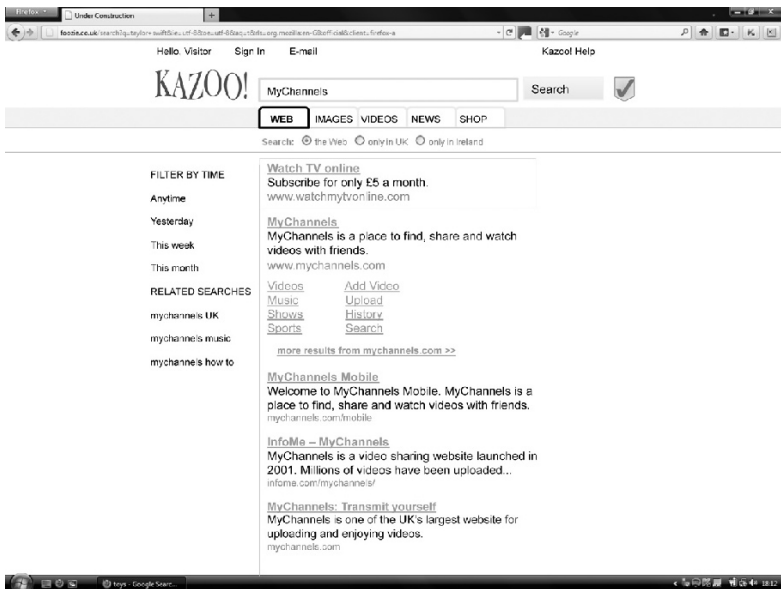 Firefox
Under Construction
Google
Hello. Visitor Sign In E-mail Kazoo! Help
KAZOO! MyChannels Search
WEB IMAGES VIDEOS NEWS SHOP
Search: the Web only in UK only in Ireland
FILTER BY TIME
Anytime
Yesterday
This week
This month
RELATED SEARCHES
mychannels UK
mychannels music
mychannels how to
Watch TV online
Subscribe for only £5 a month.
www.watchmytvonline.com
MyChannels
MyChannels is a place to find, share and watch
videos with friends.
www.mychannels.com
Videos Add Video
Music Upload
Shows History
Sports Search
more results from mychannels.com >>
MyChannels Mobile
Welcome to MyChannels Mobile. MyChannels is a
place to find, share and watch videos with friends.
mychannels.com/mobile
InfoMe – MyChannels
MyChannels is a video sharing website launched in
2001. Millions of videos have been uploaded...
infome.com/mychannels/
MyChannels: Transmit yourself
MyChannels is one of the UK's largest website for
uploading and enjoying videos.
mychannels.com
toys - Google Searc... 18:12